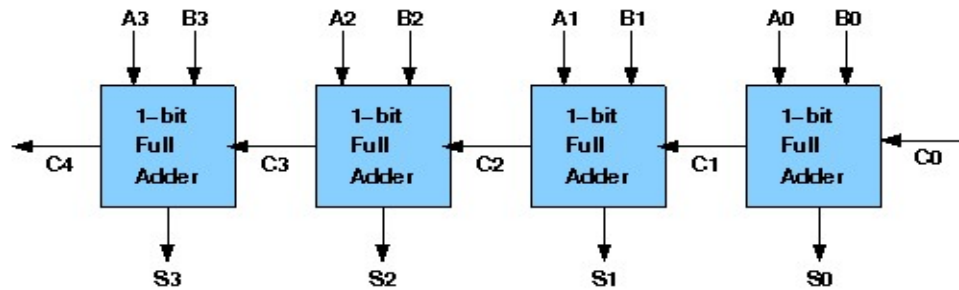 A3 B3 A2 B2 A1 B1 A0 B0
1-bit Full Adder
1-bit Full Adder
1-bit Full Adder
1-bit Full Adder
C4 C3 C2 C1 C0
S3 S2 S1 S0